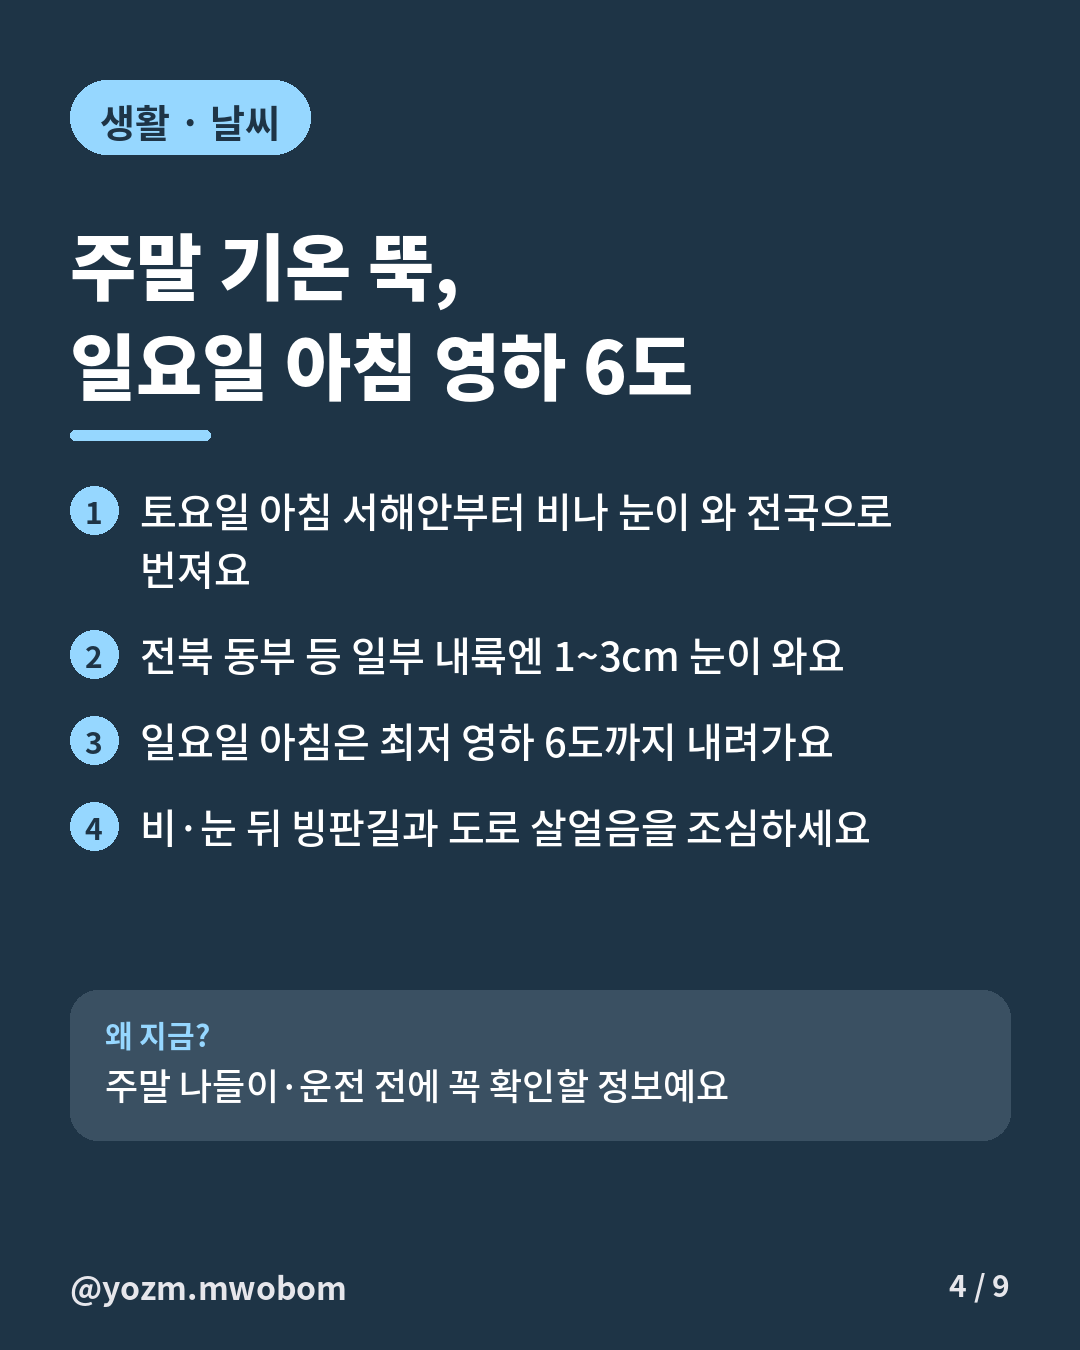 생활 · 날씨
주말 기온 뚝,
일요일 아침 영하 6도
1 토요일 아침 서해안부터 비나 눈이 와 전국으로
번져요
2 전북 동부 등 일부 내륙엔 1~3cm 눈이 와요
3 일요일 아침은 최저 영하 6도까지 내려가요
4 비·눈 뒤 빙판길과 도로 살얼음을 조심하세요
왜 지금?
주말 나들이·운전 전에 꼭 확인할 정보예요
@yozm.mwobom
4 / 9